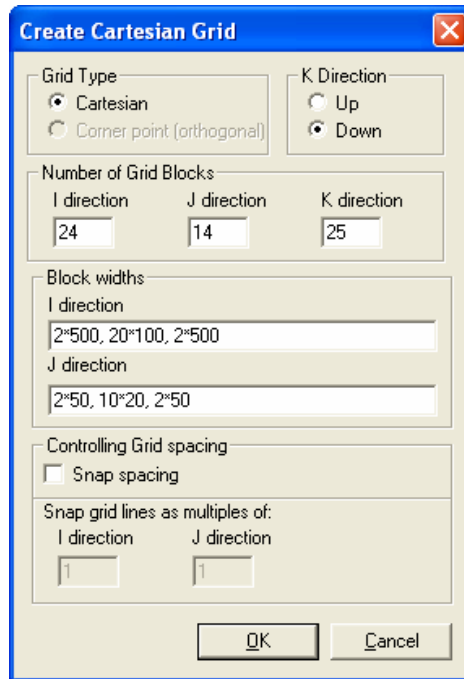 Create Cartesian Grid
Grid Type
K Direction
Cartesian
Up
Corner point (orthogonal)
Down
Number of Grid Blocks
I direction J direction K direction
24 14 25
Block widths
I direction
2*500, 20*100, 2*500
J direction
2*50, 10*20, 2*50
Controlling Grid spacing
Snap spacing
Snap grid lines as multiples of:
I direction J direction
1 1
OK Cancel